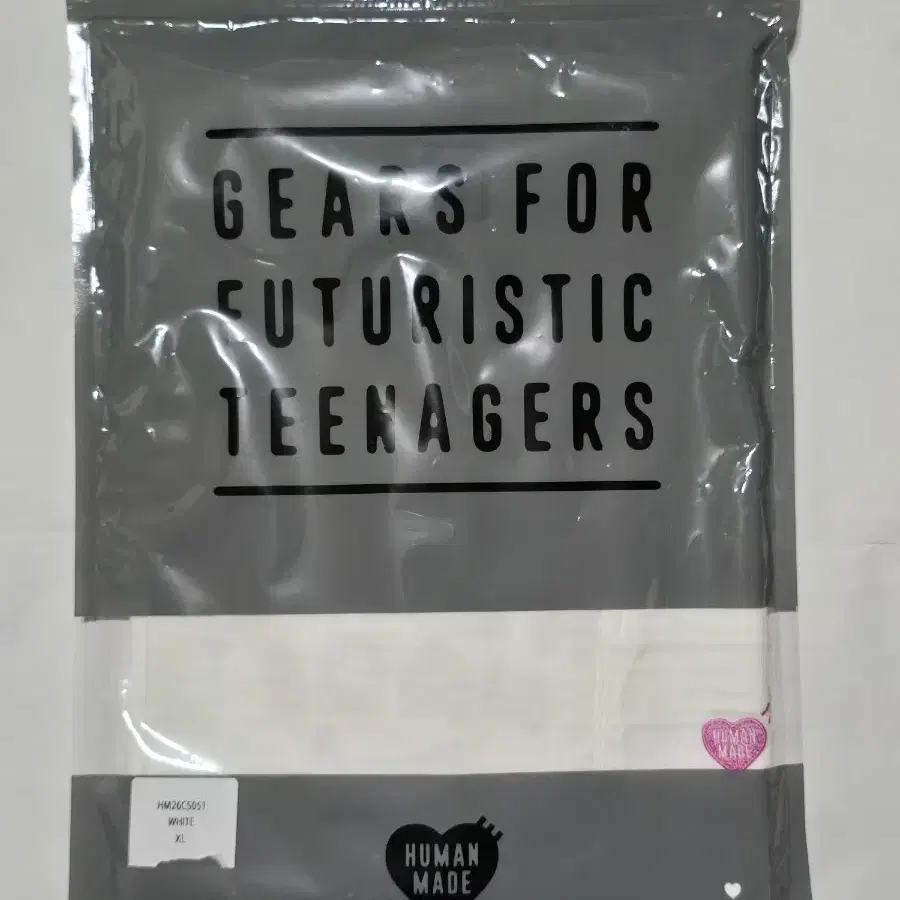 GEARS FOR
FUTURISTIC
TEENAGERS
HUMAN
MADE
HM26CS051
WHITE
XL
HUMAN
MADE